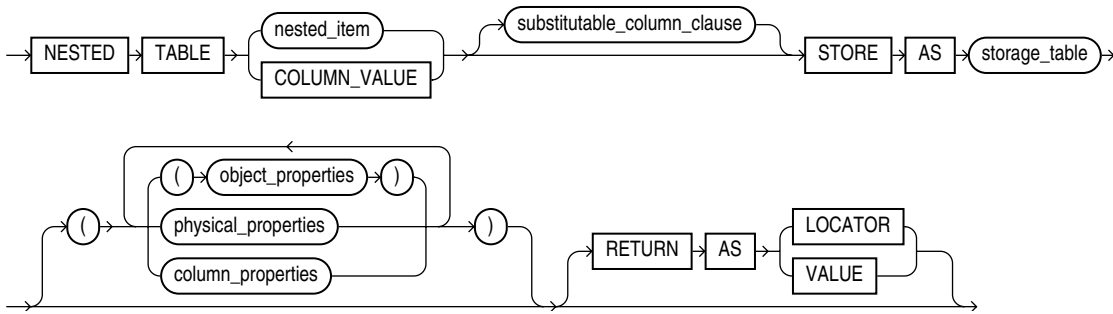 nested_item substitutable_column_clause
NESTED TABLE STORE AS storage_table
COLUMN_VALUE
( object_properties )
( physical_properties )
column_properties
LOCATOR
RETURN AS
VALUE